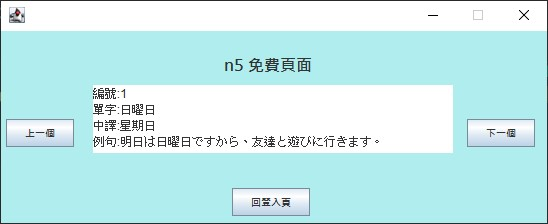 n5 免費頁面
編號:1
單字:日曜日
中譯:星期日
例句:明日は日曜日ですから、友達と遊びに行きます。
上一個
下一個
回登入頁